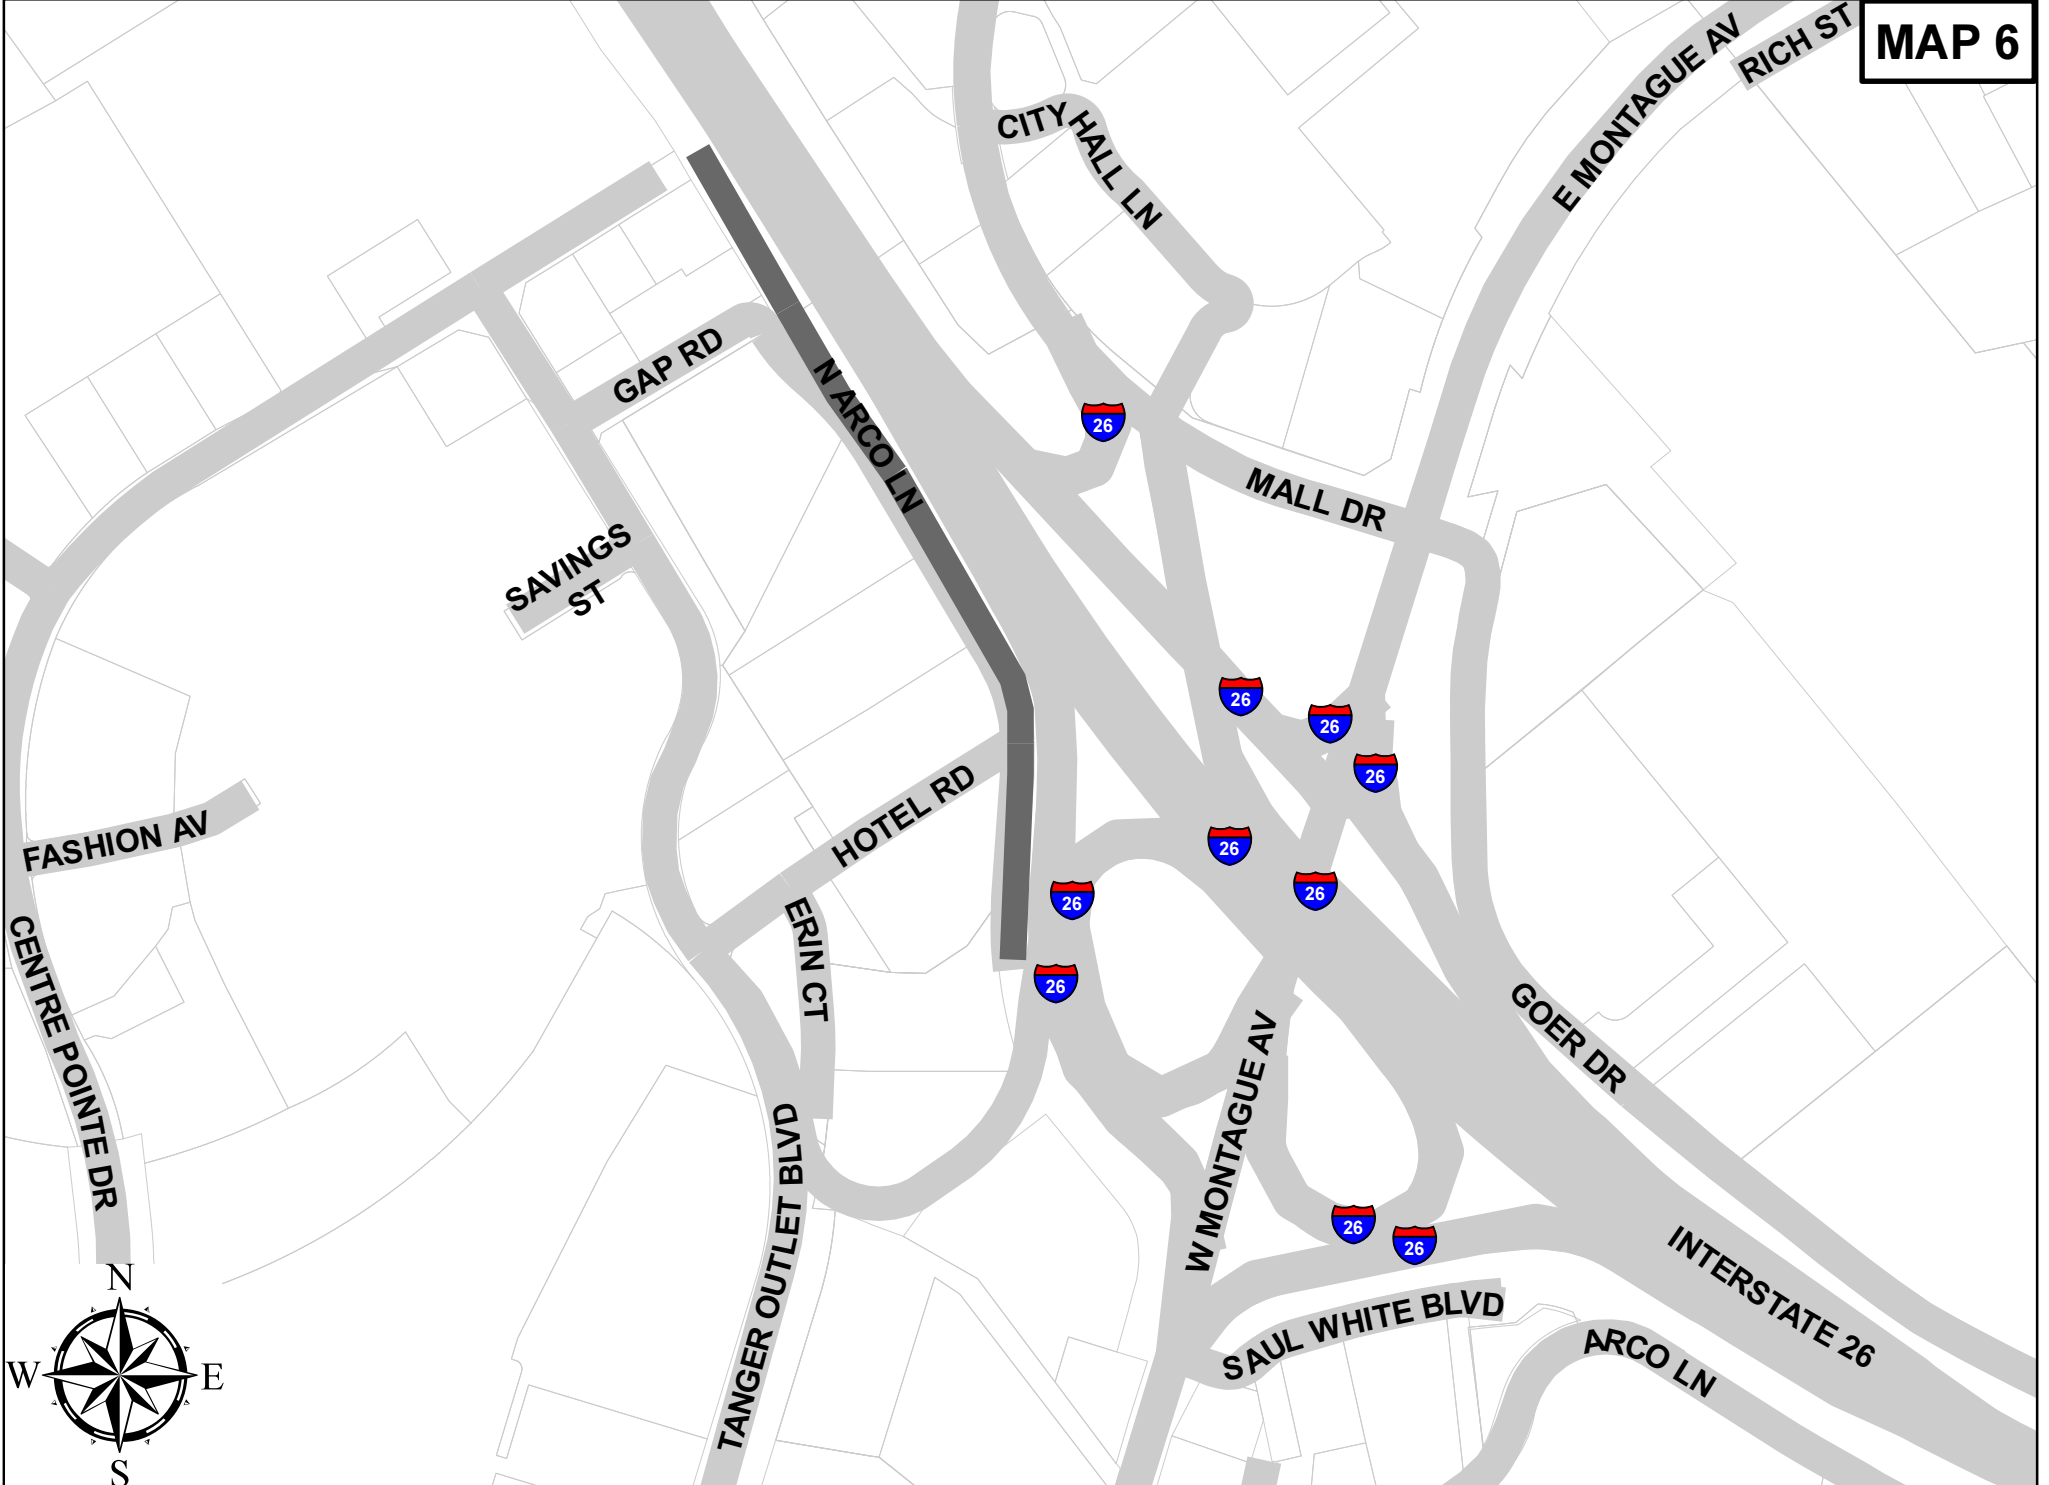 MAP 6
RICH ST
E MONTAGUE AV
CITY HALL LN
GAP RD
N ARCO LN
26
MALL DR
SAVINGS
ST
26
26
26
HOTEL RD
FASHION AV
26
26
26
ERIN CT
26
CENTRE POINTE DR
GOER DR
W MONTAGUE AV
TANGER OUTLET BLVD
26
26
INTERSTATE 26
SAUL WHITE BLVD
ARCO LN
N
W
E
S